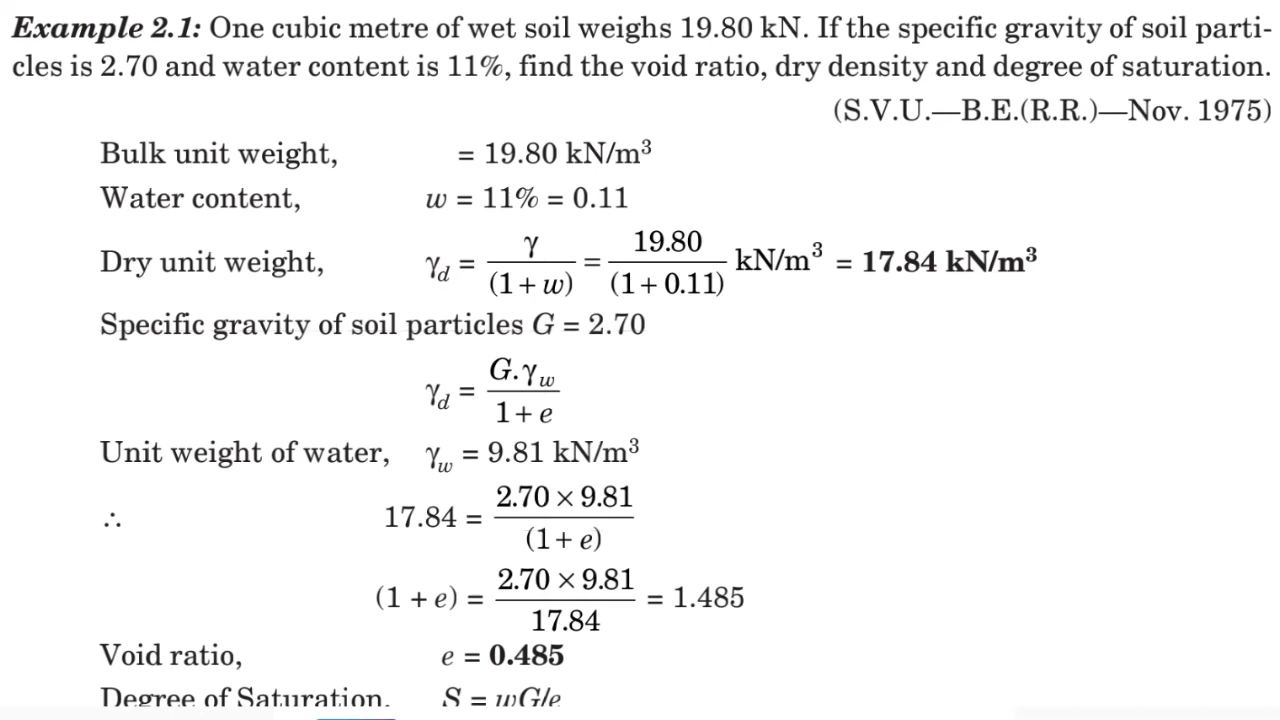 Example 2.1: One cubic metre of wet soil weighs 19.80 kN. If the specific gravity of soil parti-
cles is 2.70 and water content is 11%, find the void ratio, dry density and degree of saturation.
(S.V.U.—B.E.(R.R.)—Nov. 1975)
Bulk unit weight, = 19.80 kN/m³
Water content, w = 11% = 0.11
Dry unit weight, γd = γ/(1 + w) = 19.80/(1 + 0.11) kN/m³ = 17.84 kN/m³
Specific gravity of soil particles G = 2.70
γd = G.γw/1 + e
Unit weight of water, γw = 9.81 kN/m³
∴ 17.84 = 2.70 × 9.81/(1 + e)
(1 + e) = 2.70 × 9.81/17.84 = 1.485
Void ratio, e = 0.485
Degree of Saturation, S = wG/e